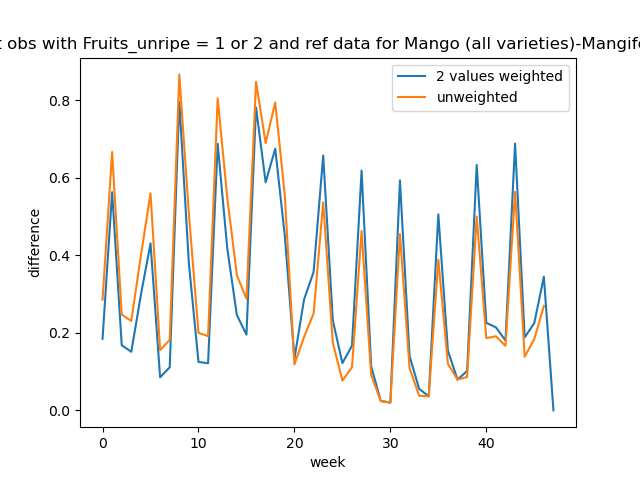 t obs with Fruits_unripe = 1 or 2 and ref data for Mango (all varieties)-Mangife
2 values weighted
unweighted
difference
0.8
0.6
0.4
0.2
0.0
0 10 20 30 40
week